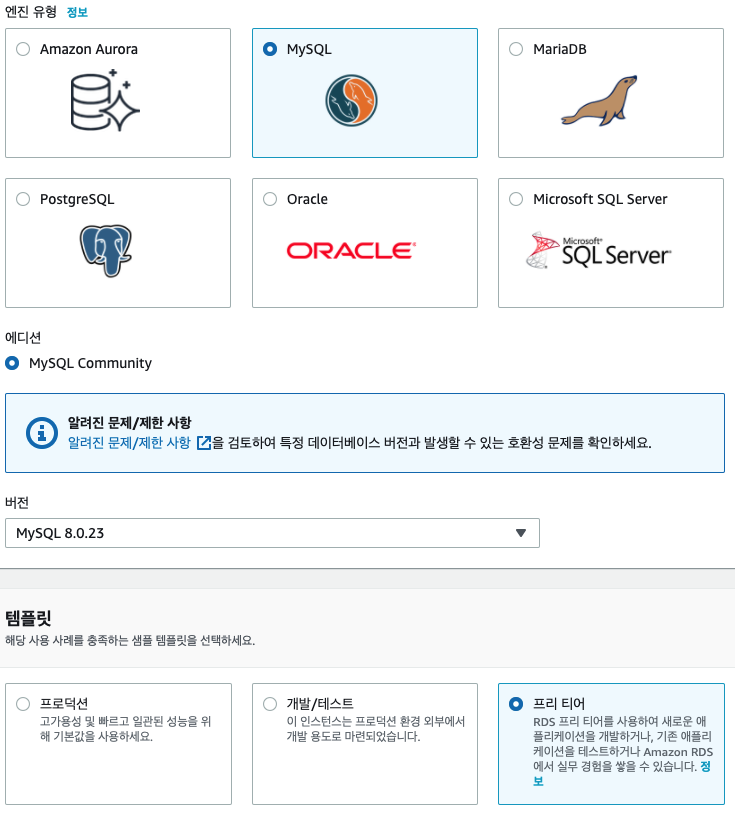 엔진 유형 정보
Amazon Aurora
MySQL
MariaDB
PostgreSQL
Oracle
Microsoft SQL Server
ORACLE
Microsoft
SQL Server
에디션
MySQL Community
알려진 문제/제한 사항
알려진 문제/제한 사항 을 검토하여 특정 데이터베이스 버전과 발생할 수 있는 호환성 문제를 확인하세요.
버전
MySQL 8.0.23
템플릿
해당 사용 사례를 충족하는 샘플 템플릿을 선택하세요.
프로덕션
고가용성 및 빠르고 일관된 성능을 위
해 기본값을 사용하세요.
개발/테스트
이 인스턴스는 프로덕션 환경 외부에서
개발 용도로 마련되었습니다.
프리 티어
RDS 프리 티어를 사용하여 새로운 애
플리케이션을 개발하거나, 기존 애플리
케이션을 테스트하거나 Amazon RDS
에서 실무 경험을 쌓을 수 있습니다. 정
보